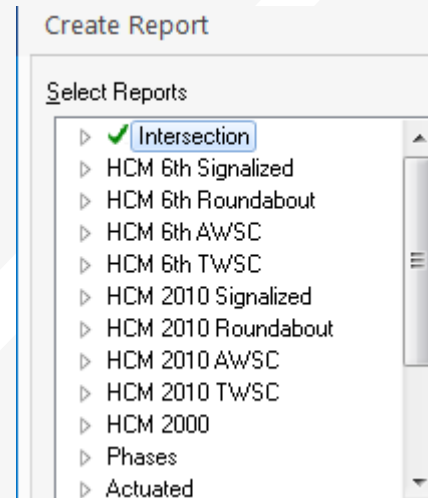 Create Report
Select Reports
Intersection
HCM 6th Signalized
HCM 6th Roundabout
HCM 6th AWSC
HCM 6th TWSC
HCM 2010 Signalized
HCM 2010 Roundabout
HCM 2010 AWSC
HCM 2010 TWSC
HCM 2000
Phases
Actuated